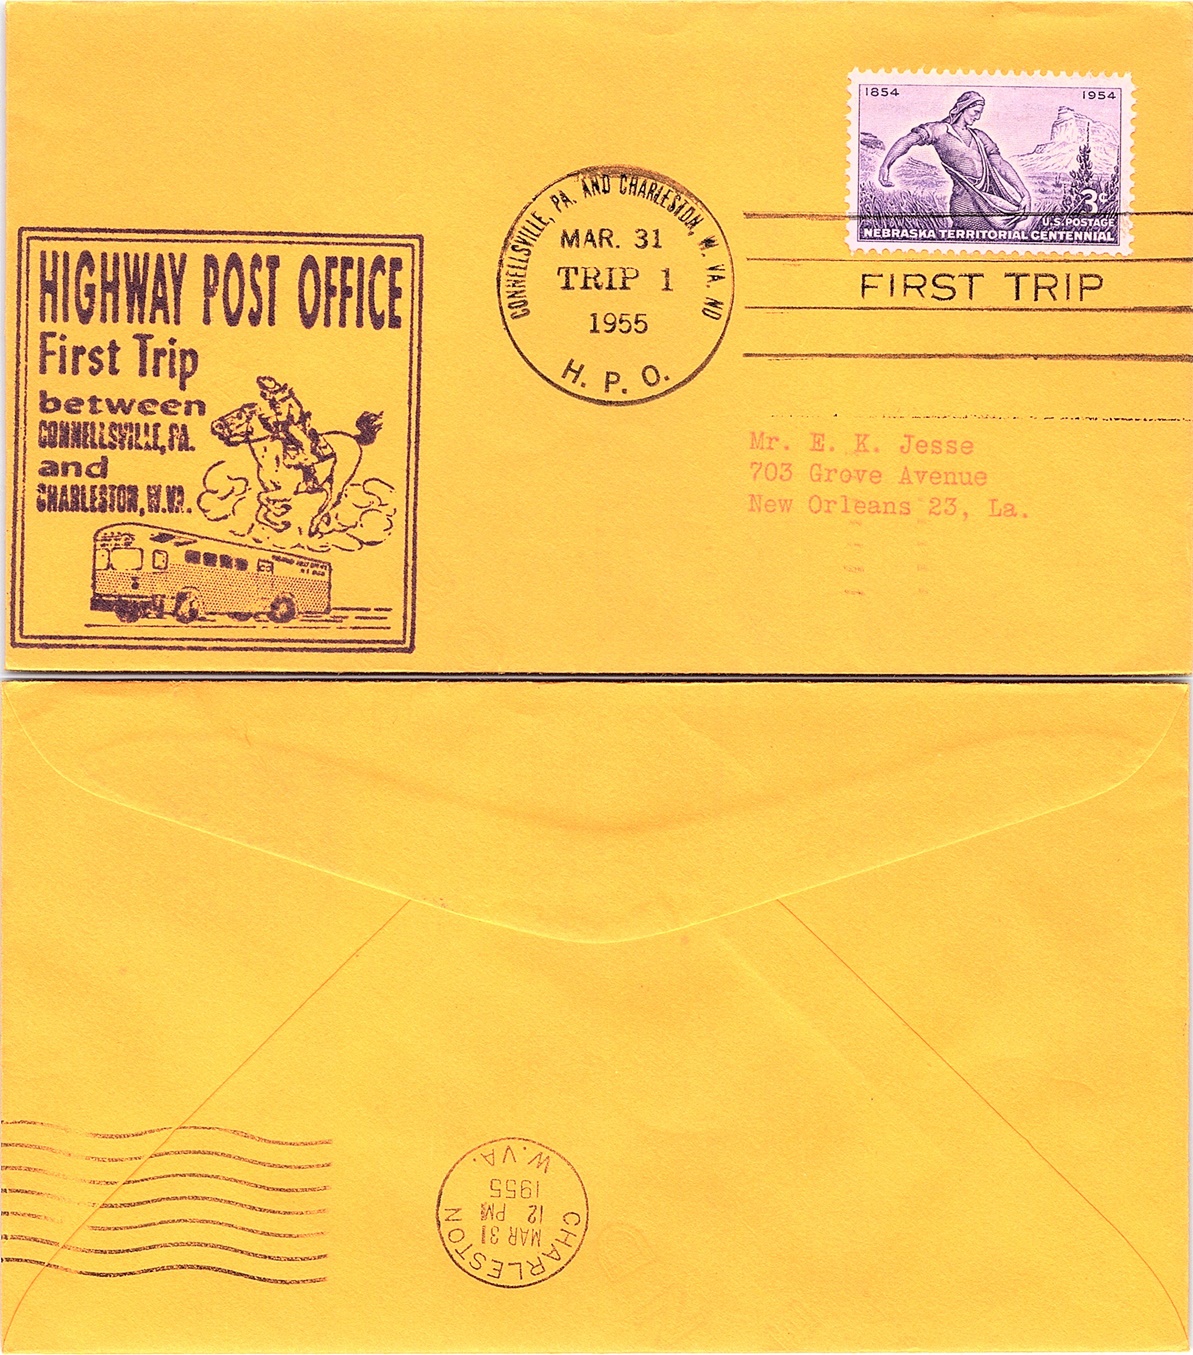 1854 1954
3¢
U.S. POSTAGE
NEBRASKA TERRITORIAL CENTENNIAL
CONNELLSVILLE, PA. AND CHARLESTON, W. VA. ND
MAR. 31
TRIP 1
1955
H. P. O.
FIRST TRIP
HIGHWAY POST OFFICE
First Trip
between
CONNELLSVILLE, PA.
and
CHARLESTON, W.VA.
Mr. E. K. Jesse
703 Grove Avenue
New Orleans 23, La.
CHARLESTON
MAR 31
12 PM
1955
W.VA.